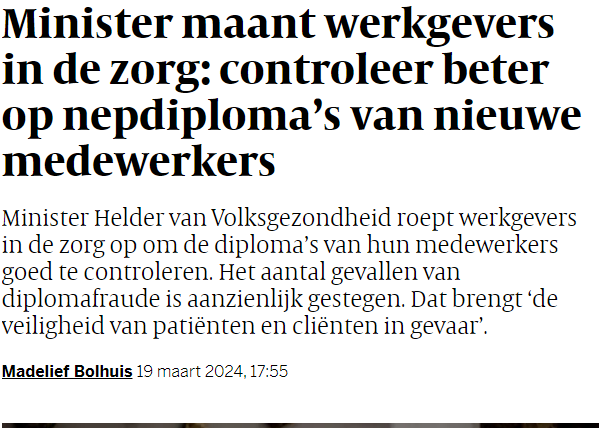 Minister maant werkgevers
in de zorg: controleer beter
op nepdiploma’s van nieuwe
medewerkers
Minister Helder van Volksgezondheid roept werkgevers
in de zorg op om de diploma’s van hun medewerkers
goed te controleren. Het aantal gevallen van
diplomafraude is aanzienlijk gestegen. Dat brengt ‘de
veiligheid van patiënten en cliënten in gevaar’.
Madelief Bolhuis 19 maart 2024, 17:55